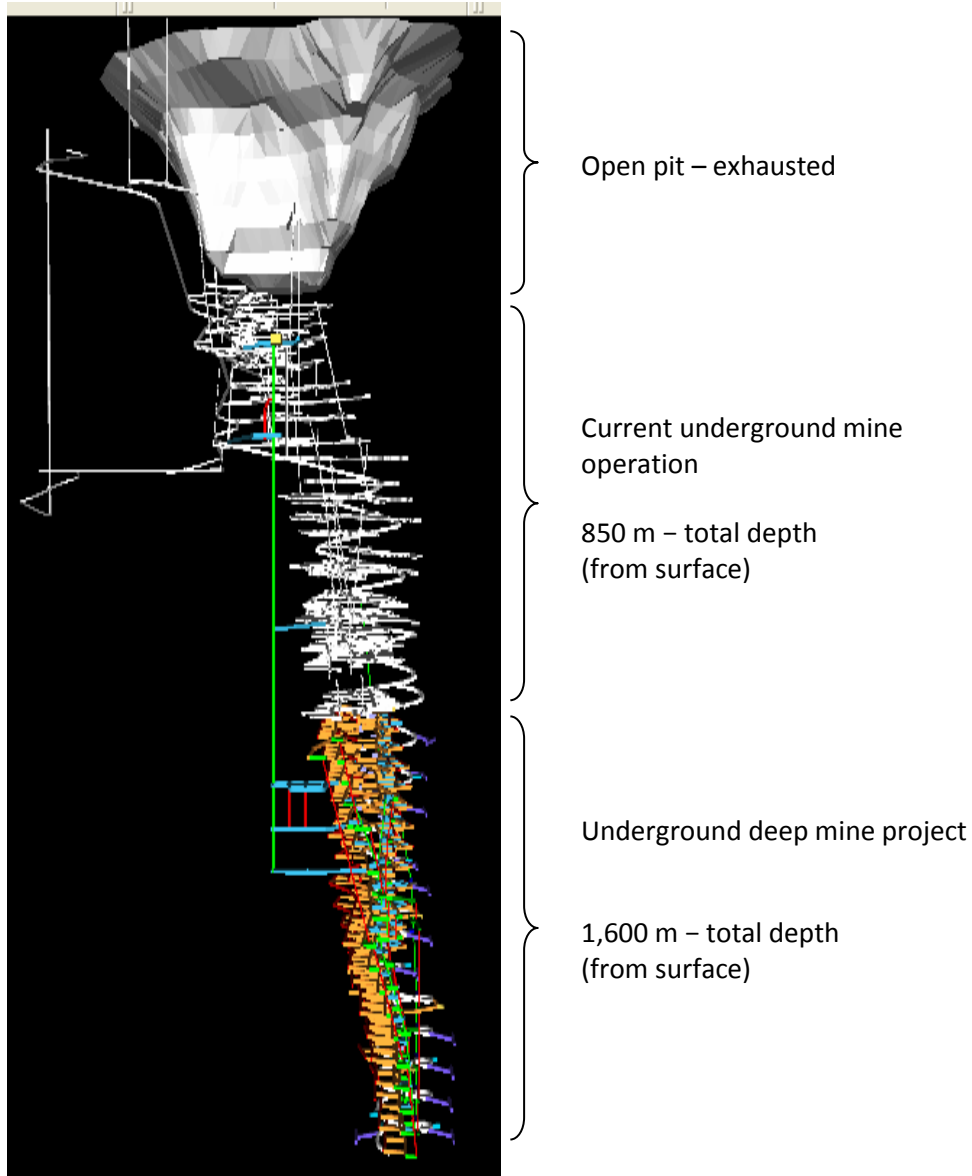 Open pit – exhausted
Current underground mine
operation
850 m – total depth
(from surface)
Underground deep mine project
1,600 m – total depth
(from surface)